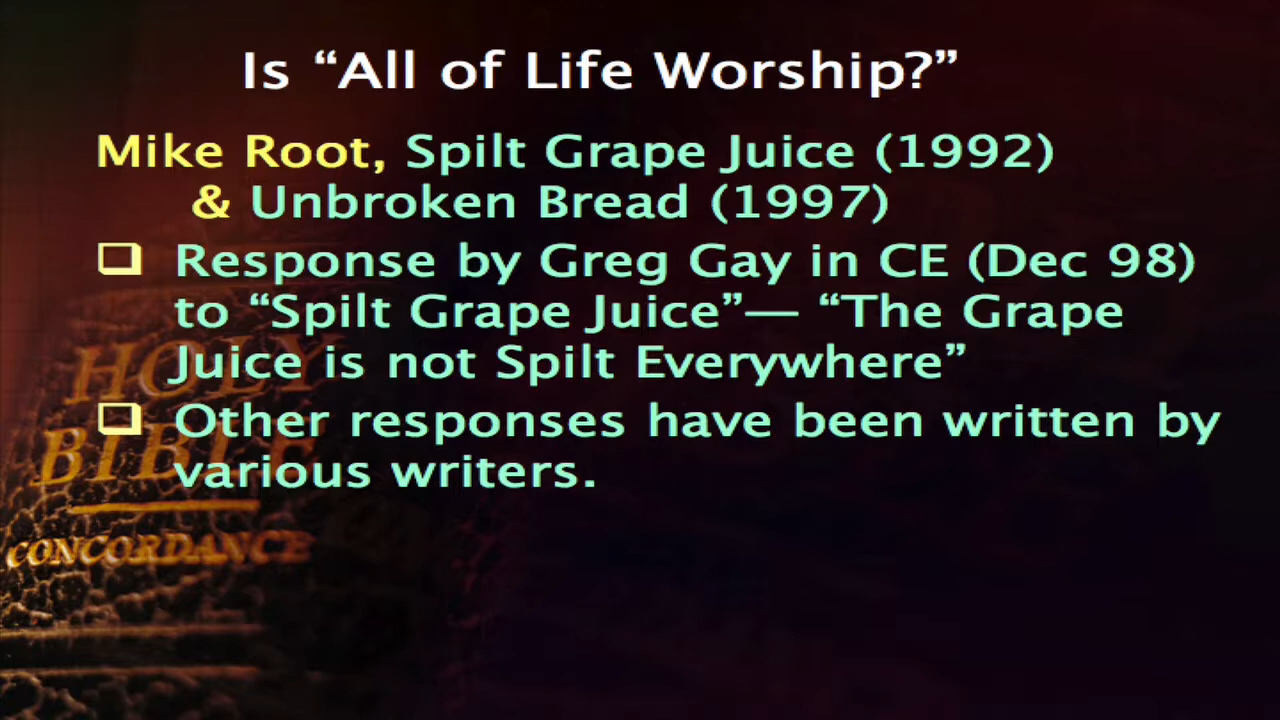 Is “All of Life Worship?”
Mike Root, Spilt Grape Juice (1992)
& Unbroken Bread (1997)
Response by Greg Gay in CE (Dec 98)
to “Spilt Grape Juice”— “The Grape
Juice is not Spilt Everywhere”
Other responses have been written by
various writers.
HOLY
BIBLE
CONCORDANCE